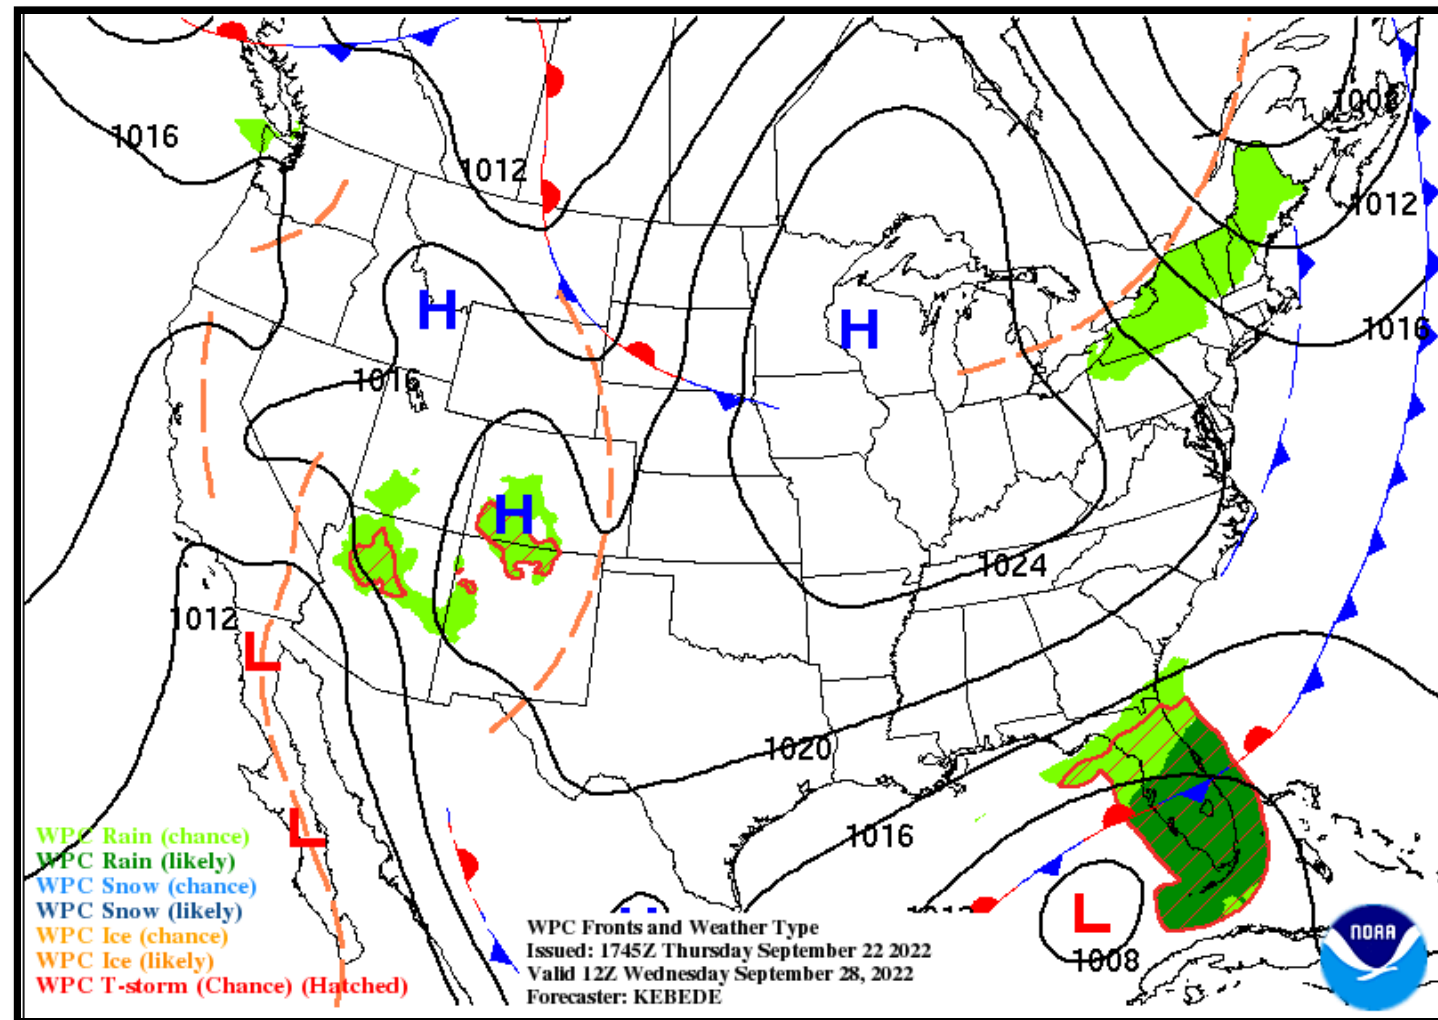 1008
1016
1012
1012
H
H
1016
1016
H
1024
1012
L
1020
1016
L
L
1008
WPC Rain (chance)
WPC Rain (likely)
WPC Snow (chance)
WPC Snow (likely)
WPC Ice (chance)
WPC Ice (likely)
WPC T-storm (Chance) (Hatched)
WPC Fronts and Weather Type
Issued: 1745Z Thursday September 22 2022
Valid 12Z Wednesday September 28, 2022
Forecaster: KEBEDE
NOAA